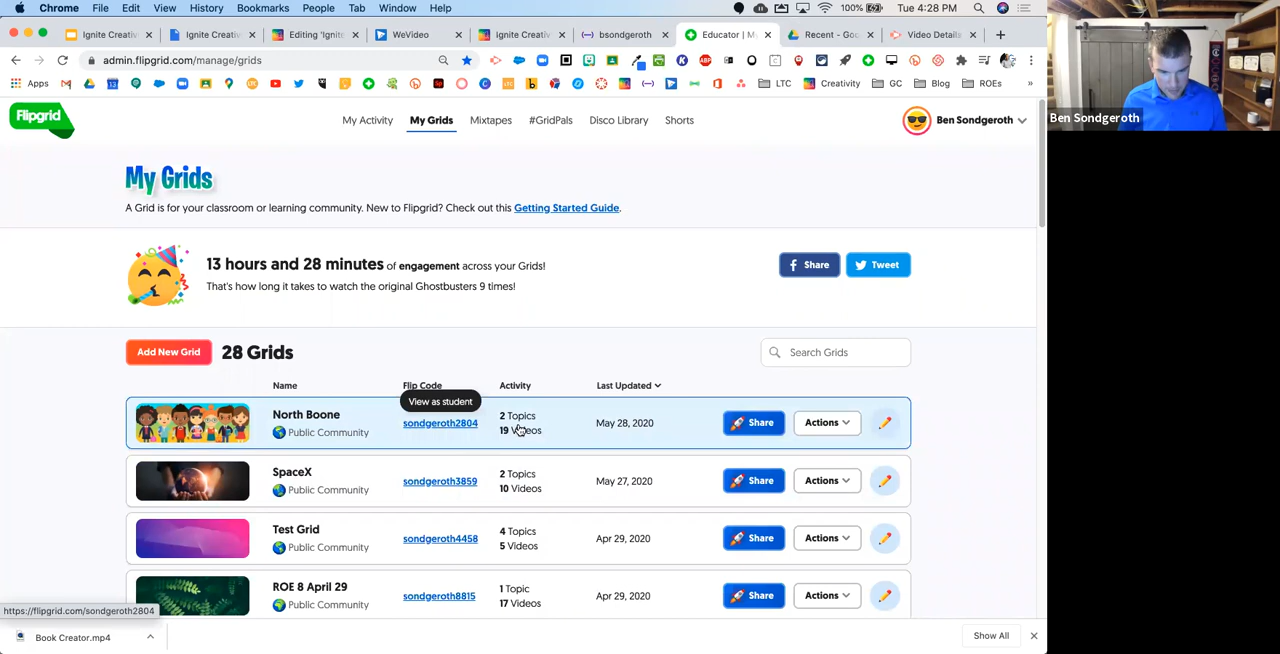 Chrome File Edit View History Bookmarks People Tab Window Help 100% Tue 4:28 PM
Ignite Creativ Ignite Creativ Editing 'Ignit WeVideo Ignite Creativ bsondgeroth Educator | M Recent - Goo Video Details
admin.flipgrid.com/manage/grids
Apps LTC Creativity GC Blog ROEs »
Flipgrid
My Activity My Grids Mixtapes #GridPals Disco Library Shorts Ben Sondgeroth
Ben Sondgeroth
My Grids
A Grid is for your classroom or learning community. New to Flipgrid? Check out this Getting Started Guide.
13 hours and 28 minutes of engagement across your Grids!
That's how long it takes to watch the original Ghostbusters 9 times!
Share Tweet
Add New Grid 28 Grids Search Grids
Name Flip Code Activity Last Updated
View as student
North Boone
Public Community
sondgeroth2804
2 Topics
19 Videos
May 28, 2020
Share Actions
SpaceX
Public Community
sondgeroth3859
2 Topics
10 Videos
May 27, 2020
Share Actions
Test Grid
Public Community
sondgeroth4458
4 Topics
5 Videos
Apr 29, 2020
Share Actions
ROE 8 April 29
Public Community
sondgeroth8815
1 Topic
17 Videos
Apr 29, 2020
Share Actions
https://flipgrid.com/sondgeroth2804
Book Creator.mp4
Show All